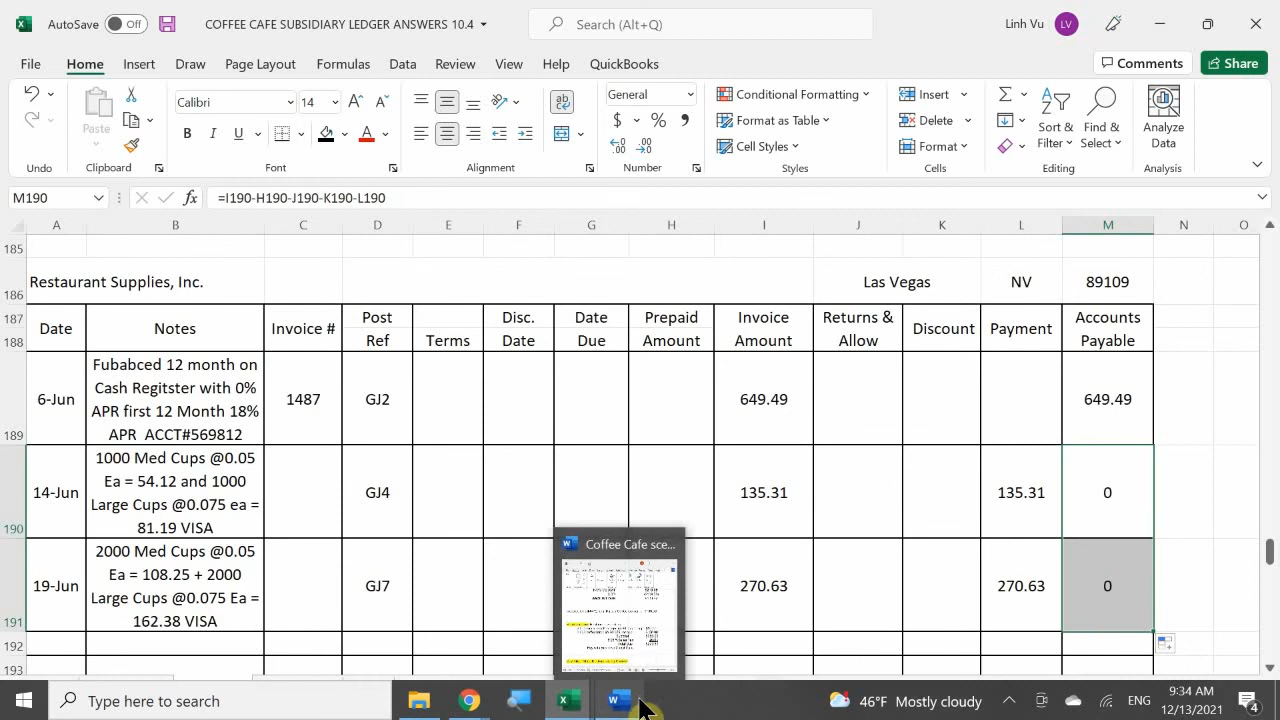 AutoSave Off COFFEE CAFE SUBSIDIARY LEDGER ANSWERS 10.4 Search (Alt+Q) Linh Vu LV
File Home Insert Draw Page Layout Formulas Data Review View Help QuickBooks Comments Share
Paste Calibri 14 General Conditional Formatting Insert
Format as Table Delete Sort & Find & Analyze
Cell Styles Format Filter Select Data
Undo Clipboard Font Alignment Number Styles Cells Editing Analysis
M190 fx =I190-H190-J190-K190-L190
A B C D E F G H I J K L M N O
185
186 Restaurant Supplies, Inc. Las Vegas NV 89109
187 Post Disc. Date Prepaid Invoice Returns & Accounts
Date Notes Invoice # Discount Payment
188 Ref Terms Date Due Amount Amount Allow Payable
Fubabced 12 month on
Cash Regitster with 0%
6-Jun 1487 GJ2 649.49 649.49
APR first 12 Month 18%
189 APR ACCT#569812
1000 Med Cups @0.05
Ea = 54.12 and 1000
14-Jun GJ4 135.31 135.31 0
Large Cups @0.075 ea =
190 81.19 VISA
Coffee Cafe sce...
2000 Med Cups @0.05
Ea = 108.25 + 2000
19-Jun GJ7 270.63 270.63 0
Large Cups @0.075 Ea =
191 162.38 VISA
192
193
Type here to search 46°F Mostly cloudy ENG 9:34 AM
12/13/2021 4